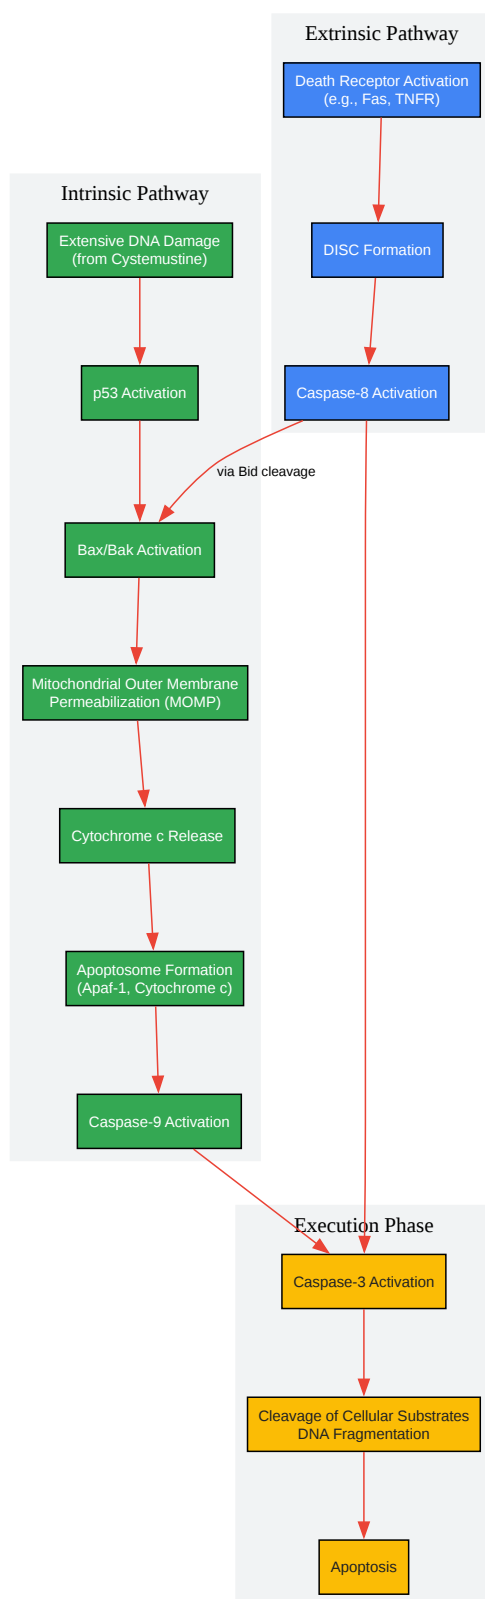 Extrinsic Pathway
Death Receptor Activation
(e.g., Fas, TNFR)
DISC Formation
Caspase-8 Activation
Intrinsic Pathway
Extensive DNA Damage
(from Cystemustine)
p53 Activation
via Bid cleavage
Bax/Bak Activation
Mitochondrial Outer Membrane
Permeabilization (MOMP)
Cytochrome c Release
Apoptosome Formation
(Apaf-1, Cytochrome c)
Caspase-9 Activation
Execution Phase
Caspase-3 Activation
Cleavage of Cellular Substrates
DNA Fragmentation
Apoptosis